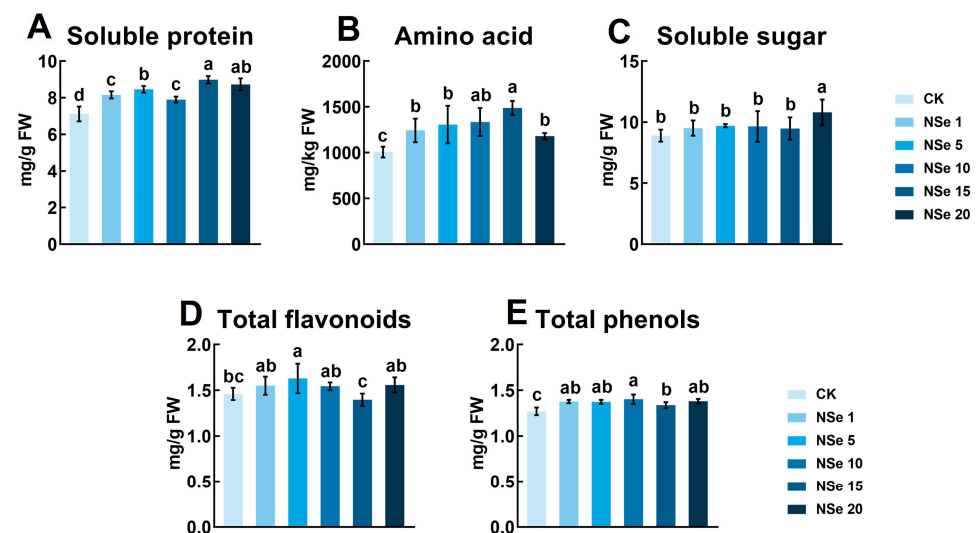 A Soluble protein
mg/g FW
10
8
6
4
2
0
d c b c a ab
B Amino acid
mg/kg FW
2000
1500
1000
500
0
c b b ab a b
C Soluble sugar
mg/g FW
15
10
5
0
b b b b b a
CK
NSe 1
NSe 5
NSe 10
NSe 15
NSe 20
D Total flavonoids
mg/g FW
2.0
1.5
1.0
0.5
0.0
bc ab a ab c ab
E Total phenols
mg/g FW
2.0
1.5
1.0
0.5
0.0
c ab ab a b ab
CK
NSe 1
NSe 5
NSe 10
NSe 15
NSe 20